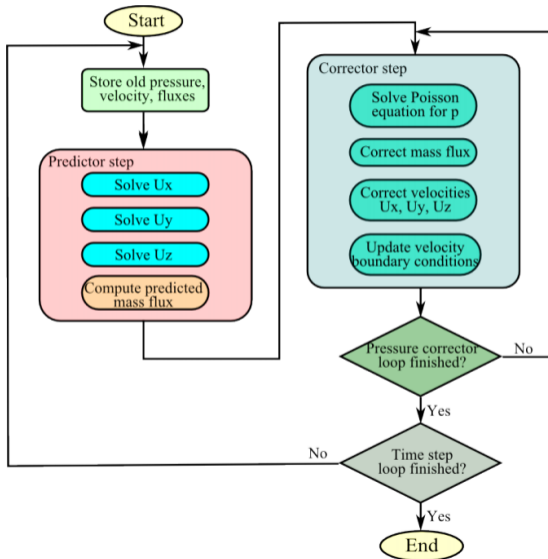 Start
Store old pressure,
velocity, fluxes
Predictor step
Solve Ux
Solve Uy
Solve Uz
Compute predicted
mass flux
Corrector step
Solve Poisson
equation for p
Correct mass flux
Correct velocities
Ux, Uy, Uz
Update velocity
boundary conditions
Pressure corrector
loop finished?
No
Yes
Time step
loop finished?
No
Yes
End